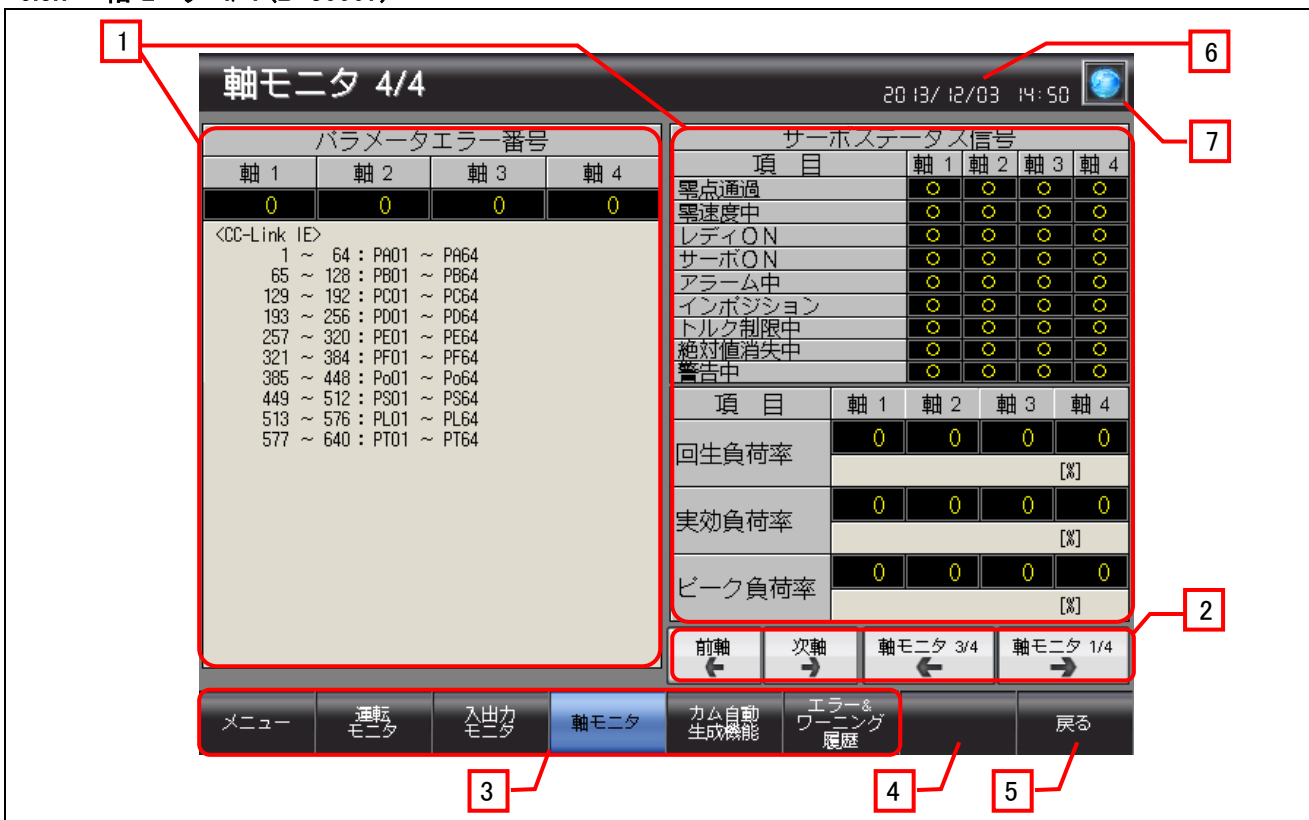 1
6
軸モニタ 4/4
2013/12/03 14:50
7
パラメータエラー番号
軸 1 軸 2 軸 3 軸 4
0 0 0 0
<CC-Link IE>
1 ~ 64 : PA01 ~ PA64
65 ~ 128 : PB01 ~ PB64
129 ~ 192 : PC01 ~ PC64
193 ~ 256 : PD01 ~ PD64
257 ~ 320 : PE01 ~ PE64
321 ~ 384 : PF01 ~ PF64
385 ~ 448 : Po01 ~ Po64
449 ~ 512 : PS01 ~ PS64
513 ~ 576 : PL01 ~ PL64
577 ~ 640 : PT01 ~ PT64
サーボステータス信号
項 目 軸 1 軸 2 軸 3 軸 4
零点通過 ○ ○ ○ ○
零速度中 ○ ○ ○ ○
レディON ○ ○ ○ ○
サーボON ○ ○ ○ ○
アラーム中 ○ ○ ○ ○
インポジション ○ ○ ○ ○
トルク制限中 ○ ○ ○ ○
絶対値消失中 ○ ○ ○ ○
警告中 ○ ○ ○ ○
項 目 軸 1 軸 2 軸 3 軸 4
回生負荷率 0 0 0 0
[%]
実効負荷率 0 0 0 0
[%]
ピーク負荷率 0 0 0 0
[%]
2
前軸 次軸 軸モニタ 3/4 軸モニタ 1/4
メニュー
運転
モニタ
入出力
モニタ
軸モニタ
カム自動
生成機能
エラー&
ワーニング
履歴
戻る
3
4
5